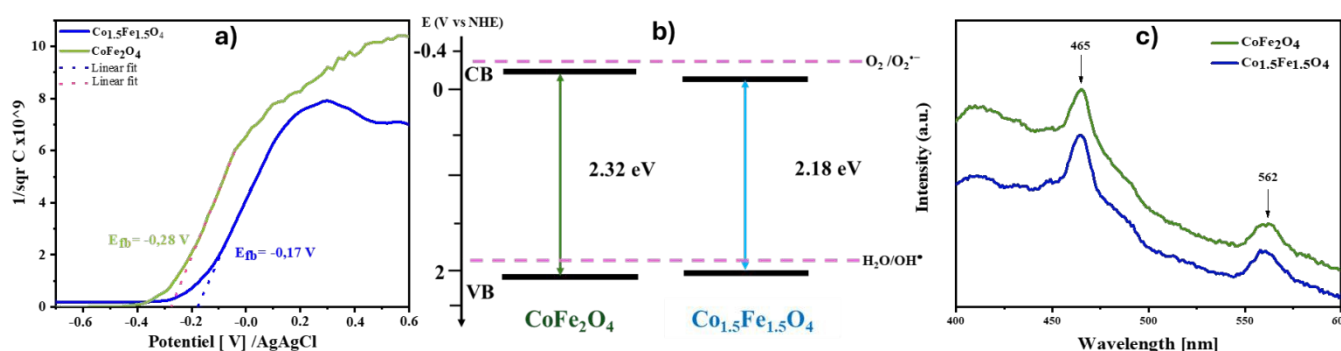 a)
Co1.5Fe1.5O4
CoFe2O4
Linear fit
Linear fit
1/sqr C x10^9
10
8
6
4
2
0
Efb= -0,28 V
Efb= -0,17 V
-0.6
-0.4
-0.2
-0.0
0.2
0.4
0.6
Potentiel [ V] /AgAgCl
E (V vs NHE)
b)
-0.4
O2 /O2•−
CB
0
2.32 eV
2.18 eV
H2O/OH•
2
VB
CoFe2O4
Co1.5Fe1.5O4
c)
CoFe2O4
Co1.5Fe1.5O4
465
562
Intensity (a.u.)
400
450
500
550
600
Wavelength [nm]